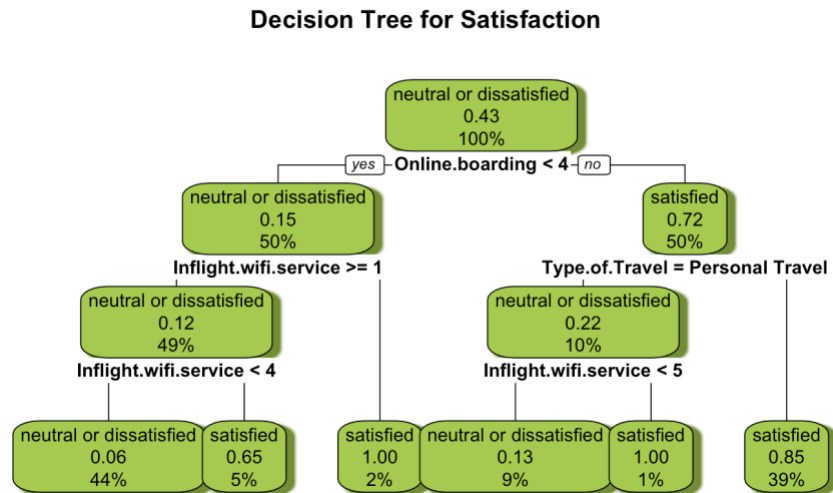 Decision Tree for Satisfaction
neutral or dissatisfied
0.43
100%
yes Online.boarding < 4 no
neutral or dissatisfied
0.15
50%
satisfied
0.72
50%
Inflight.wifi.service >= 1
Type.of.Travel = Personal Travel
neutral or dissatisfied
0.12
49%
neutral or dissatisfied
0.22
10%
Inflight.wifi.service < 4
Inflight.wifi.service < 5
neutral or dissatisfied
0.06
44%
satisfied
0.65
5%
satisfied
1.00
2%
neutral or dissatisfied
0.13
9%
satisfied
1.00
1%
satisfied
0.85
39%